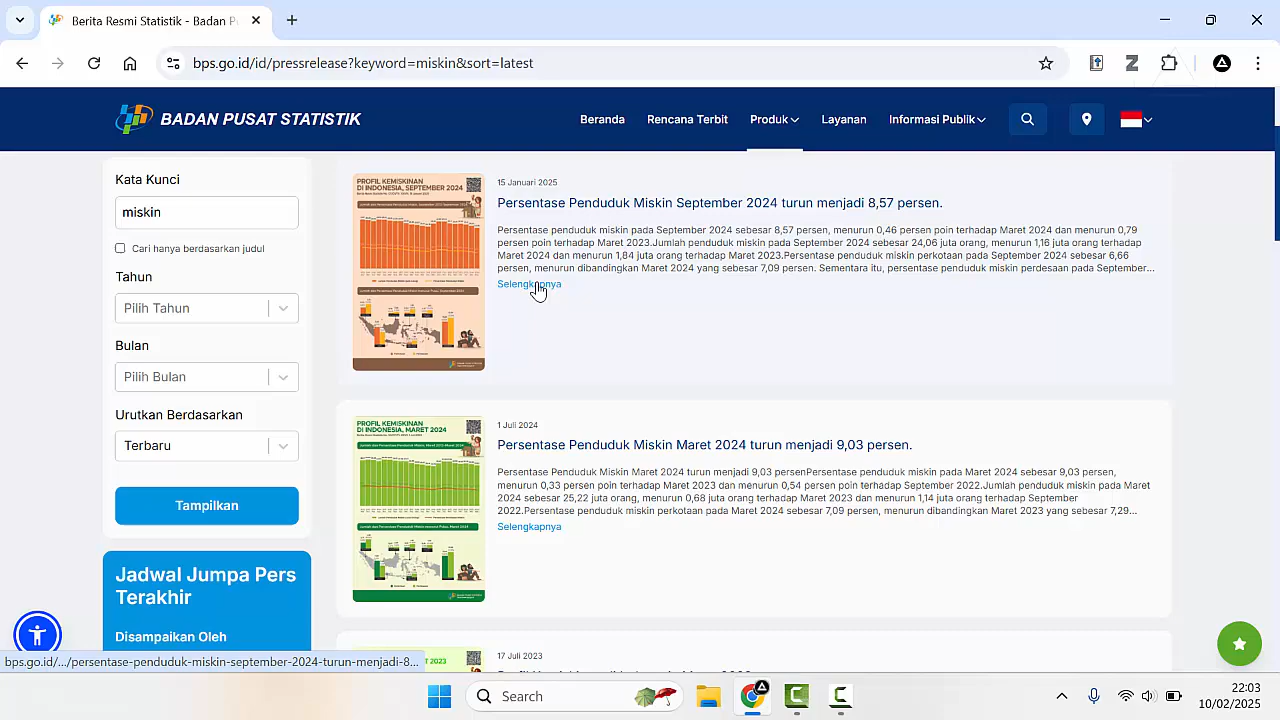 Berita Resmi Statistik - Badan P
bps.go.id/id/pressrelease?keyword=miskin&sort=latest
BADAN PUSAT STATISTIK
Beranda
Rencana Terbit
Produk
Layanan
Informasi Publik
Kata Kunci
miskin
Cari hanya berdasarkan judul
Tahun
Pilih Tahun
Bulan
Pilih Bulan
Urutkan Berdasarkan
Terbaru
Tampilkan
Jadwal Jumpa Pers
Terakhir
Disampaikan Oleh
PROFIL KEMISKINAN
DI INDONESIA, SEPTEMBER 2024
15 Januari 2025
Persentase Penduduk Miskin September 2024 turun menjadi 8,57 persen.
Persentase penduduk miskin pada September 2024 sebesar 8,57 persen, menurun 0,46 persen poin terhadap Maret 2024 dan menurun 0,79
persen poin terhadap Maret 2023.Jumlah penduduk miskin pada September 2024 sebesar 24,06 juta orang, menurun 1,16 juta orang terhadap
Maret 2024 dan menurun 1,84 juta orang terhadap Maret 2023.Persentase penduduk miskin perkotaan pada September 2024 sebesar 6,66
persen, menurun dibandingkan Maret 2024 yang sebesar 7,09 persen. Sementara itu, persentase penduduk miskin perdesaan pada September...
Selengkapnya
PROFIL KEMISKINAN
DI INDONESIA, MARET 2024
1 Juli 2024
Persentase Penduduk Miskin Maret 2024 turun menjadi 9,03 persen.
Persentase Penduduk Miskin Maret 2024 turun menjadi 9,03 persenPersentase penduduk miskin pada Maret 2024 sebesar 9,03 persen,
menurun 0,33 persen poin terhadap Maret 2023 dan menurun 0,54 persen poin terhadap September 2022.Jumlah penduduk miskin pada Maret
2024 sebesar 25,22 juta orang, menurun 0,68 juta orang terhadap Maret 2023 dan menurun 1,14 juta orang terhadap September
2022.Persentase penduduk miskin perkotaan pada Maret 2024 sebesar 7,09 persen, menurun dibandingkan Maret 2023 yang sebesar 7,29...
Selengkapnya
17 Juli 2023
bps.go.id/.../persentase-penduduk-miskin-september-2024-turun-menjadi-8...
T 2023
Search
22:03
10/02/2025